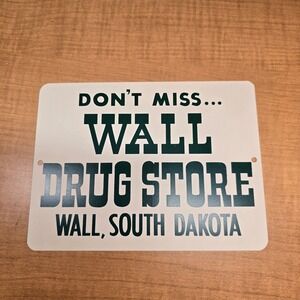 DON'T MISS...
WALL
DRUG STORE
WALL, SOUTH DAKOTA